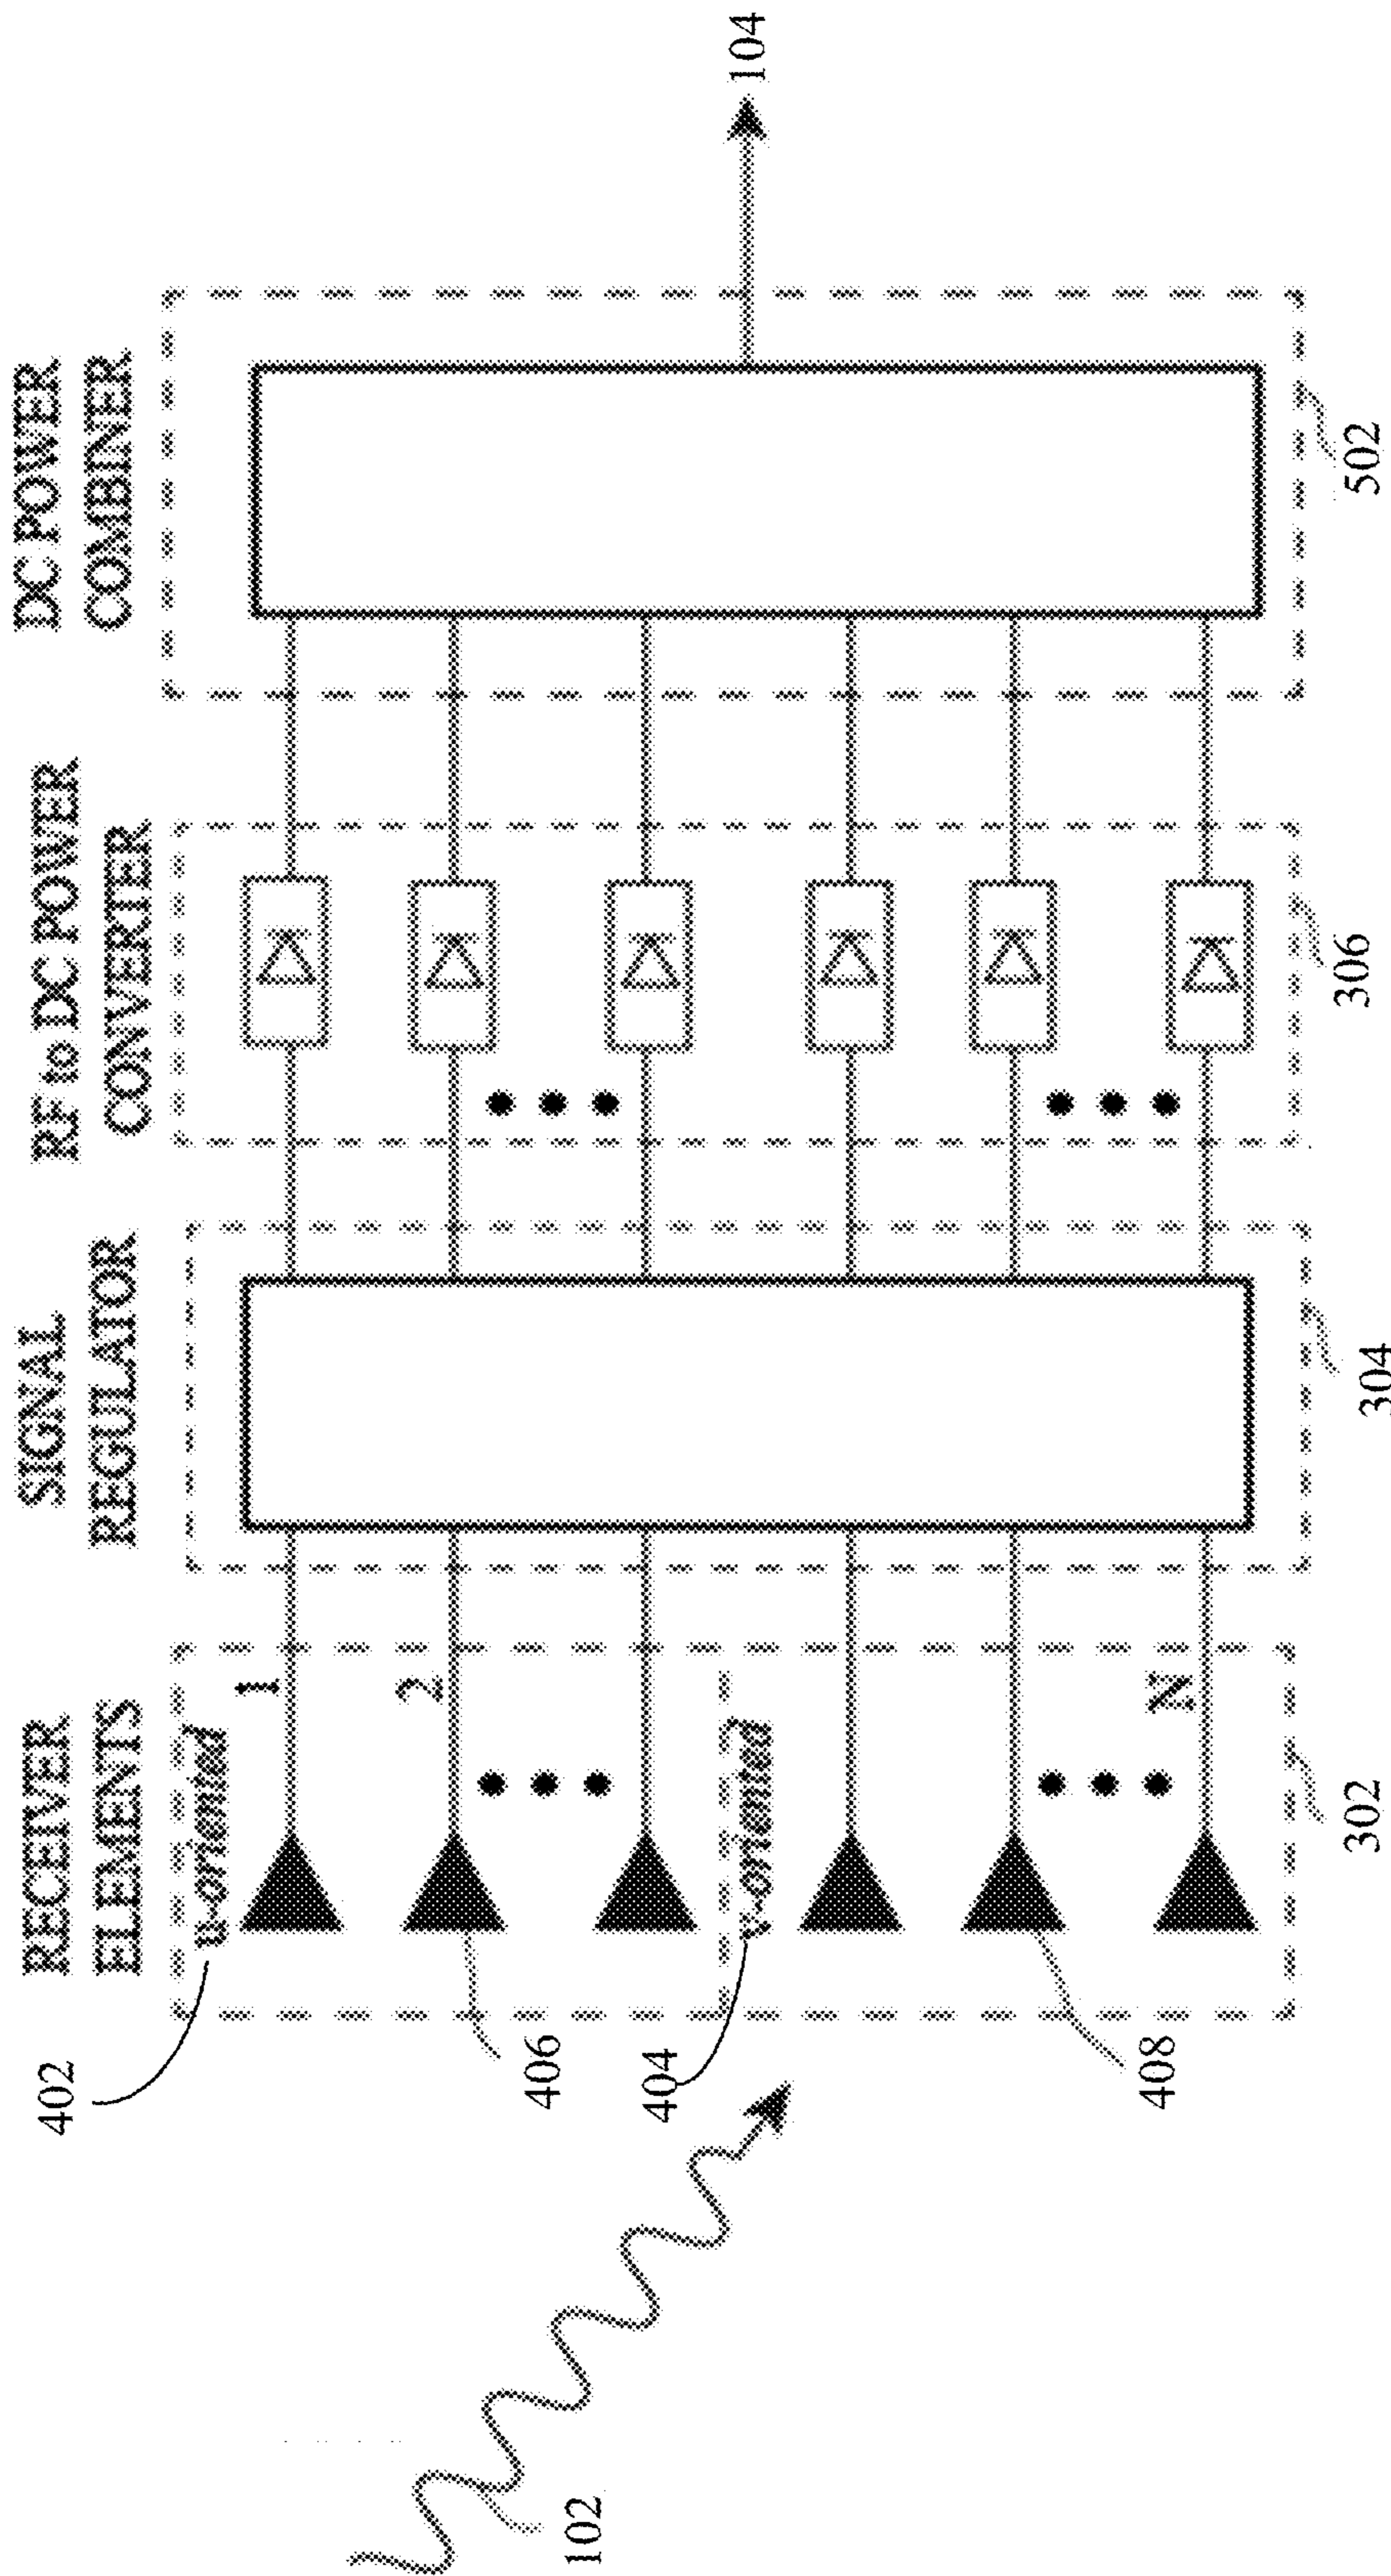 RECEIVER
ELEMENTS
SIGNAL
REGULATOR
RF to DC POWER
CONVERTER
DC POWER
COMBINER
402
u-oriented
1
2
406
404
v-oriented
N
408
102
302
304
306
502
104